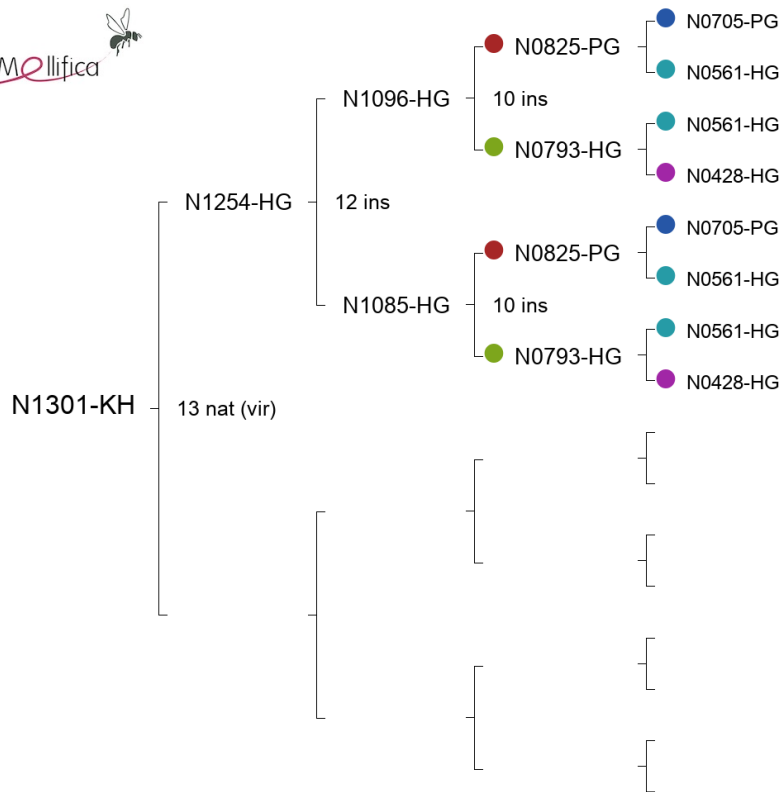 Mellifica
N0705-PG
N0825-PG
N0561-HG
N1096-HG
10 ins
N0561-HG
N0793-HG
N0428-HG
N1254-HG
12 ins
N0705-PG
N0825-PG
N0561-HG
N1085-HG
10 ins
N0561-HG
N0793-HG
N0428-HG
N1301-KH
13 nat (vir)